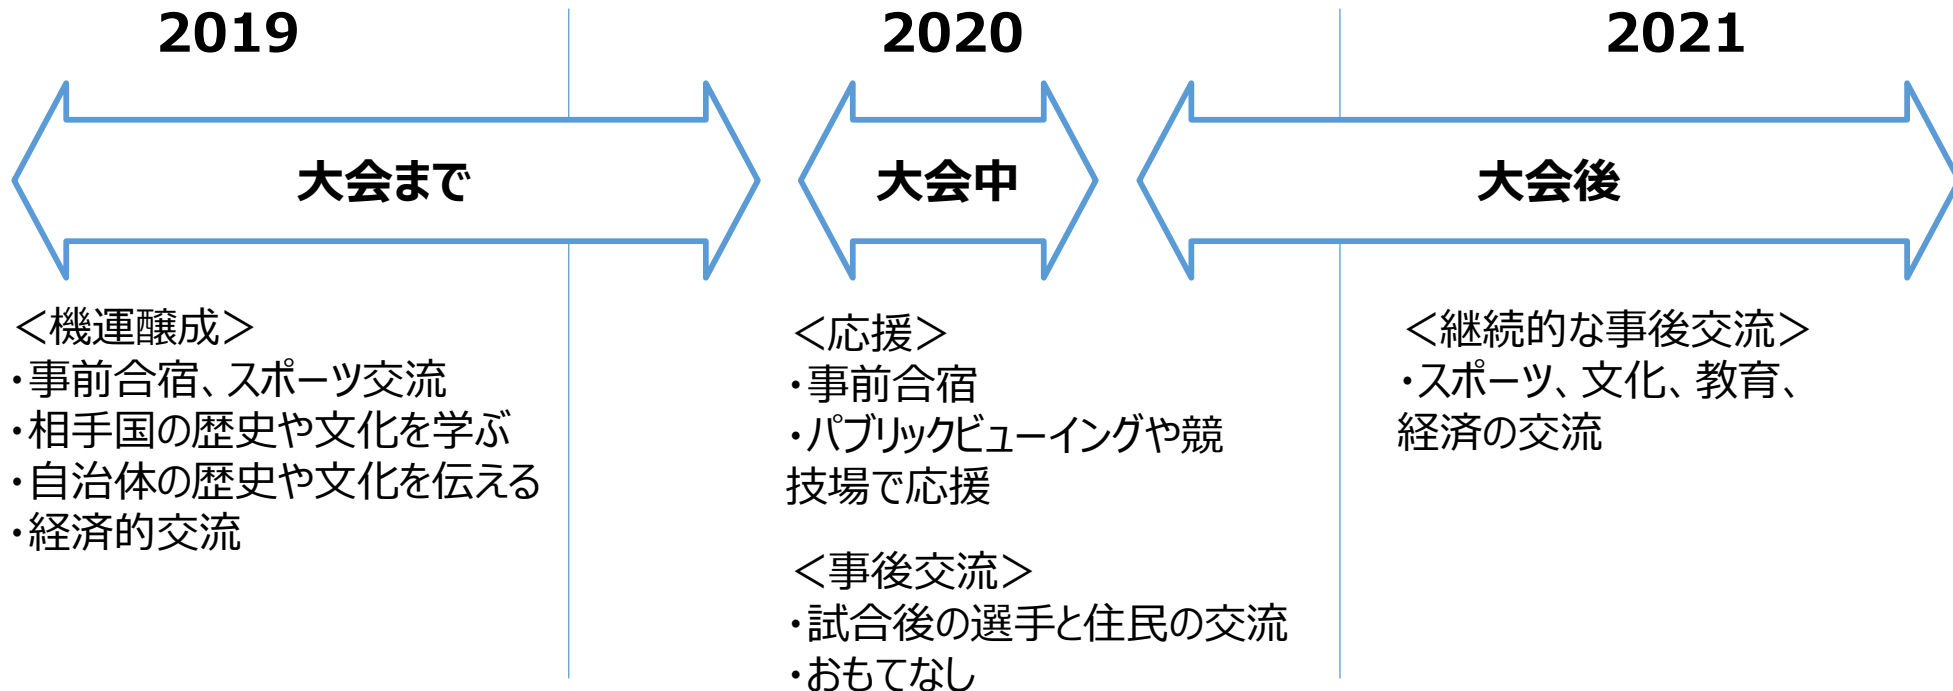 2019
2020
2021
大会まで
大会中
大会後
＜機運醸成＞
・事前合宿、スポーツ交流
・相手国の歴史や文化を学ぶ
・自治体の歴史や文化を伝える
・経済的交流
＜応援＞
・事前合宿
・パブリックビューイングや競
技場で応援
＜事後交流＞
・試合後の選手と住民の交流
・おもてなし
＜継続的な事後交流＞
・スポーツ、文化、教育、
経済の交流